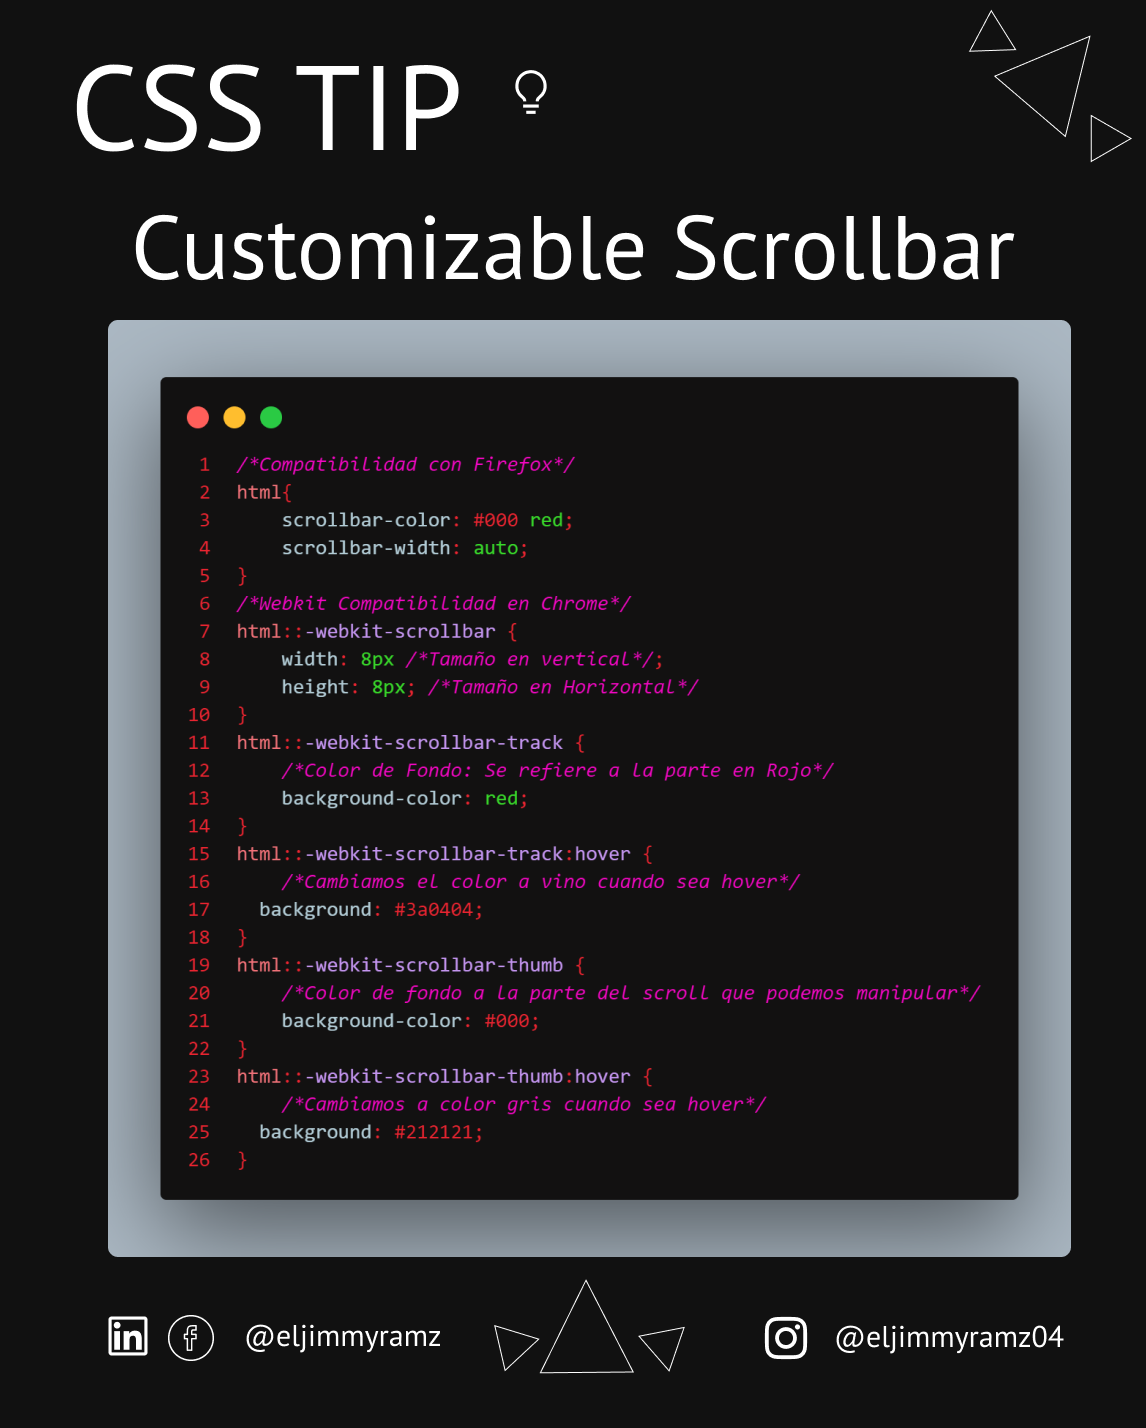 CSS TIP
Customizable Scrollbar
1 /*Compatibilidad con Firefox*/
2 html{
3     scrollbar-color: #000 red;
4     scrollbar-width: auto;
5 }
6 /*Webkit Compatibilidad en Chrome*/
7 html::-webkit-scrollbar {
8     width: 8px /*Tamaño en vertical*/;
9     height: 8px; /*Tamaño en Horizontal*/
10 }
11 html::-webkit-scrollbar-track {
12     /*Color de Fondo: Se refiere a la parte en Rojo*/
13     background-color: red;
14 }
15 html::-webkit-scrollbar-track:hover {
16     /*Cambiamos el color a vino cuando sea hover*/
17   background: #3a0404;
18 }
19 html::-webkit-scrollbar-thumb {
20     /*Color de fondo a la parte del scroll que podemos manipular*/
21     background-color: #000;
22 }
23 html::-webkit-scrollbar-thumb:hover {
24     /*Cambiamos a color gris cuando sea hover*/
25   background: #212121;
26 }
in f @eljimmyramz @eljimmyramz04